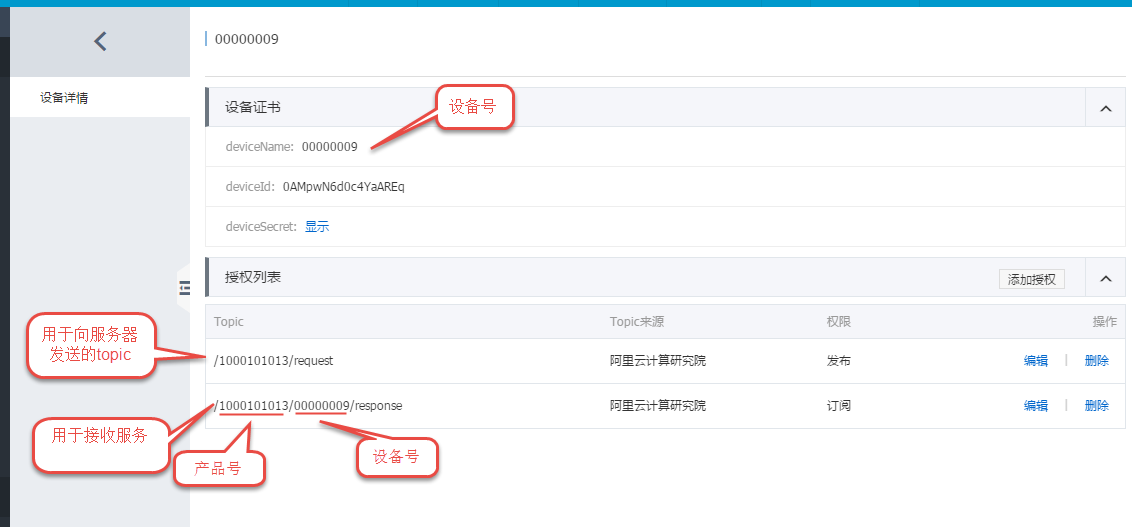 00000009
设备详情
设备证书
设备号
deviceName: 00000009
deviceId: 0AMpwN6d0c4YaAREq
deviceSecret: 显示
授权列表
添加授权
Topic Topic来源 权限 操作
用于向服务器
发送的topic
/1000101013/request 阿里云计算研究院 发布 编辑 | 删除
/1000101013/00000009/response 阿里云计算研究院 订阅 编辑 | 删除
用于接收服务
产品号
设备号